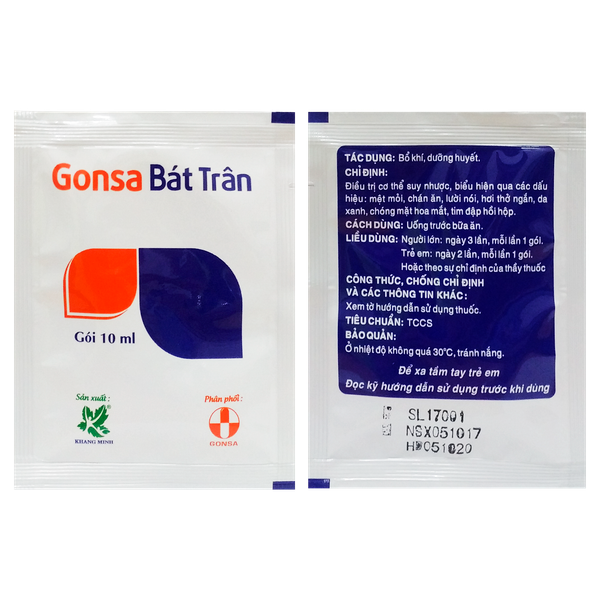 Gonsa Bát Trân
Gói 10 ml
Sản xuất :
KHANG MINH
Phân phối :
GONSA
TÁC DỤNG: Bổ khí, dưỡng huyết.
CHỈ ĐỊNH:
Điều trị cơ thể suy nhược, biểu hiện qua các dấu
hiệu: mệt mỏi, chán ăn, lười nói, hơi thở ngắn, da
xanh, chóng mặt hoa mắt, tim đập hồi hộp.
CÁCH DÙNG: Uống trước bữa ăn.
LIỀU DÙNG: Người lớn: ngày 3 lần, mỗi lần 1 gói.
Trẻ em: ngày 2 lần, mỗi lần 1 gói.
Hoặc theo sự chỉ định của thầy thuốc
CÔNG THỨC, CHỐNG CHỈ ĐỊNH
VÀ CÁC THÔNG TIN KHÁC:
Xem tờ hướng dẫn sử dụng thuốc.
TIÊU CHUẨN: TCCS
BẢO QUẢN:
Ở nhiệt độ không quá 30°C, tránh nắng.
Để xa tầm tay trẻ em
Đọc kỹ hướng dẫn sử dụng trước khi dùng
SL17001
NSX051017
HD051020